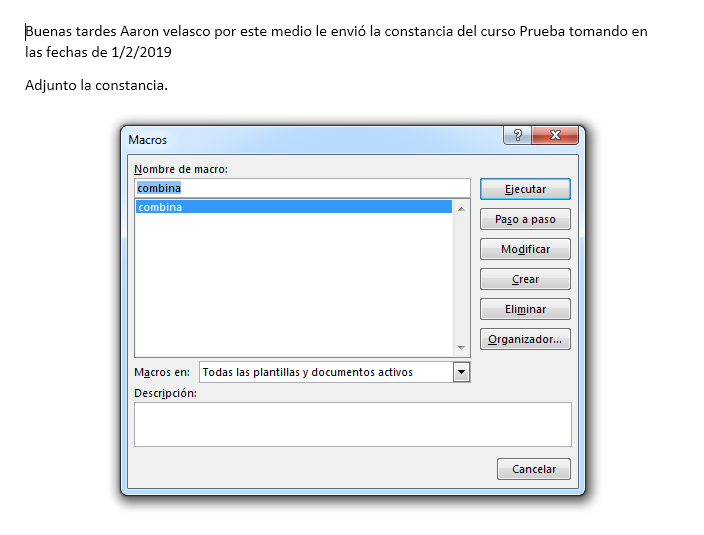 Buenas tardes Aaron velasco por este medio le envió la constancia del curso Prueba tomando en
las fechas de 1/2/2019
Adjunto la constancia.
Macros
?
Nombre de macro:
combina
combina
Ejecutar
Paso a paso
Modificar
Crear
Eliminar
Organizador...
Macros en:
Todas las plantillas y documentos activos
Descripción:
Cancelar